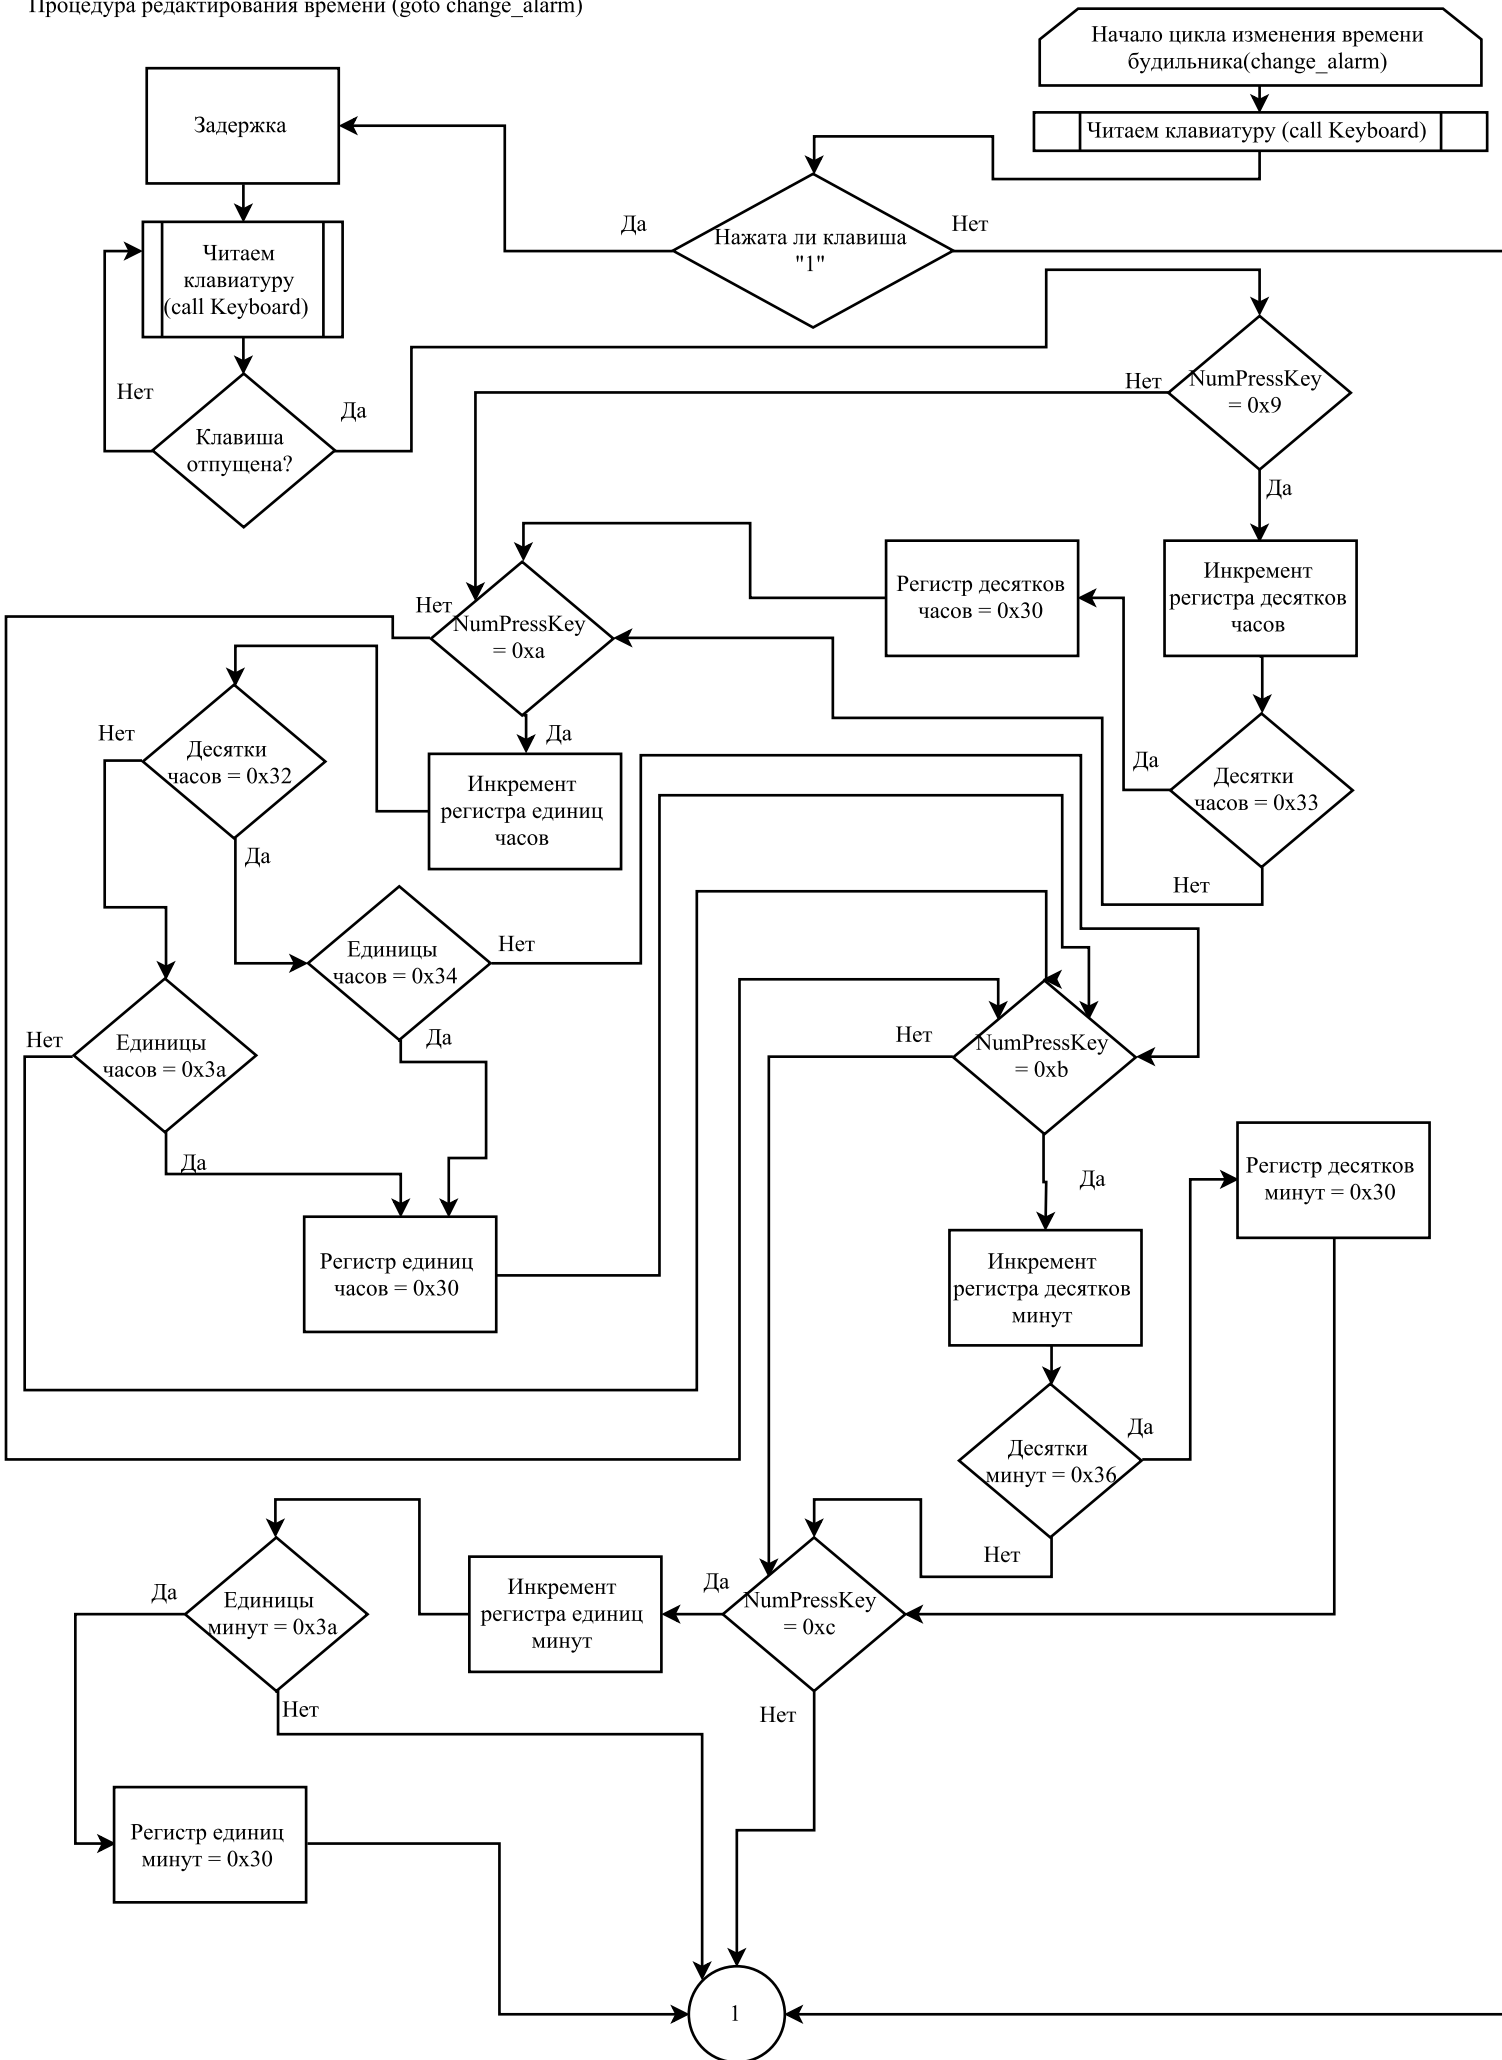 Процедура редактирования времени (goto change_alarm)
Начало цикла изменения времени
будильника(change_alarm)
Читаем клавиатуру (call Keyboard)
Задержка
Да
Нажата ли клавиша
"1"
Нет
Читаем
клавиатуру
(call Keyboard)
Нет
Клавиша
отпущена?
Да
Нет
NumPressKey
= 0x9
Да
Инкремент
регистра десятков
часов
Регистр десятков
часов = 0x30
Нет
NumPressKey
= 0xa
Да
Да
Десятки
часов = 0x33
Нет
Нет
Десятки
часов = 0x32
Да
Инкремент
регистра единиц
часов
Единицы
часов = 0x34
Нет
Да
Нет
Единицы
часов = 0x3a
Да
Регистр единиц
часов = 0x30
Нет
NumPressKey
= 0xb
Да
Регистр десятков
минут = 0x30
Инкремент
регистра десятков
минут
Десятки
минут = 0x36
Да
Нет
Да
Единицы
минут = 0x3a
Нет
Инкремент
регистра единиц
минут
Да
NumPressKey
= 0xc
Нет
Регистр единиц
минут = 0x30
1